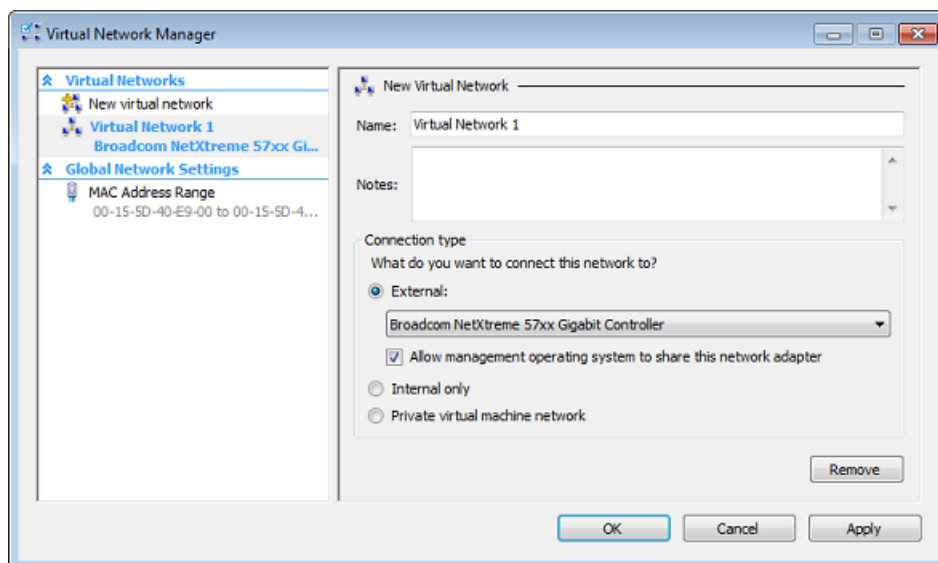 Virtual Network Manager
Virtual Networks
New virtual network
Virtual Network 1
Broadcom NetXtreme 57xx Gi...
Global Network Settings
MAC Address Range
00-15-5D-40-E9-00 to 00-15-5D-4...
New Virtual Network
Name: Virtual Network 1
Notes:
Connection type
What do you want to connect this network to?
External:
Broadcom NetXtreme 57xx Gigabit Controller
Allow management operating system to share this network adapter
Internal only
Private virtual machine network
Remove
OK Cancel Apply